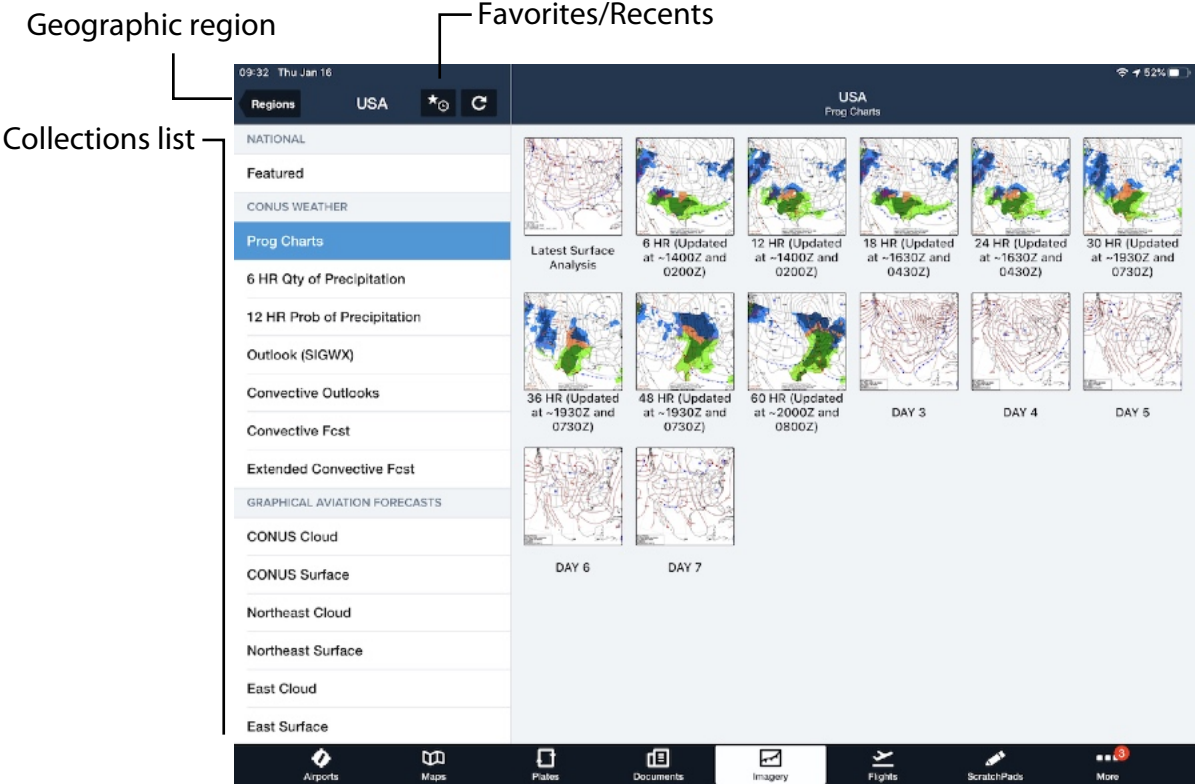 Favorites/Recents
Geographic region
Collections list
09:32 Thu Jan 16
52%
Regions
USA
USA
Prog Charts
NATIONAL
Featured
CONUS WEATHER
Prog Charts
6 HR Qty of Precipitation
12 HR Prob of Precipitation
Outlook (SIGWX)
Convective Outlooks
Convective Fcst
Extended Convective Fcst
GRAPHICAL AVIATION FORECASTS
CONUS Cloud
CONUS Surface
Northeast Cloud
Northeast Surface
East Cloud
East Surface
Latest Surface
Analysis
6 HR (Updated
at ~1400Z and
0200Z)
12 HR (Updated
at ~1400Z and
0200Z)
18 HR (Updated
at ~1630Z and
0430Z)
24 HR (Updated
at ~1630Z and
0430Z)
30 HR (Updated
at ~1930Z and
0730Z)
36 HR (Updated
at ~1930Z and
0730Z)
48 HR (Updated
at ~1930Z and
0730Z)
60 HR (Updated
at ~2000Z and
0800Z)
DAY 3
DAY 4
DAY 5
DAY 6
DAY 7
Airports
Maps
Plates
Documents
Imagery
Flights
ScratchPads
3
More